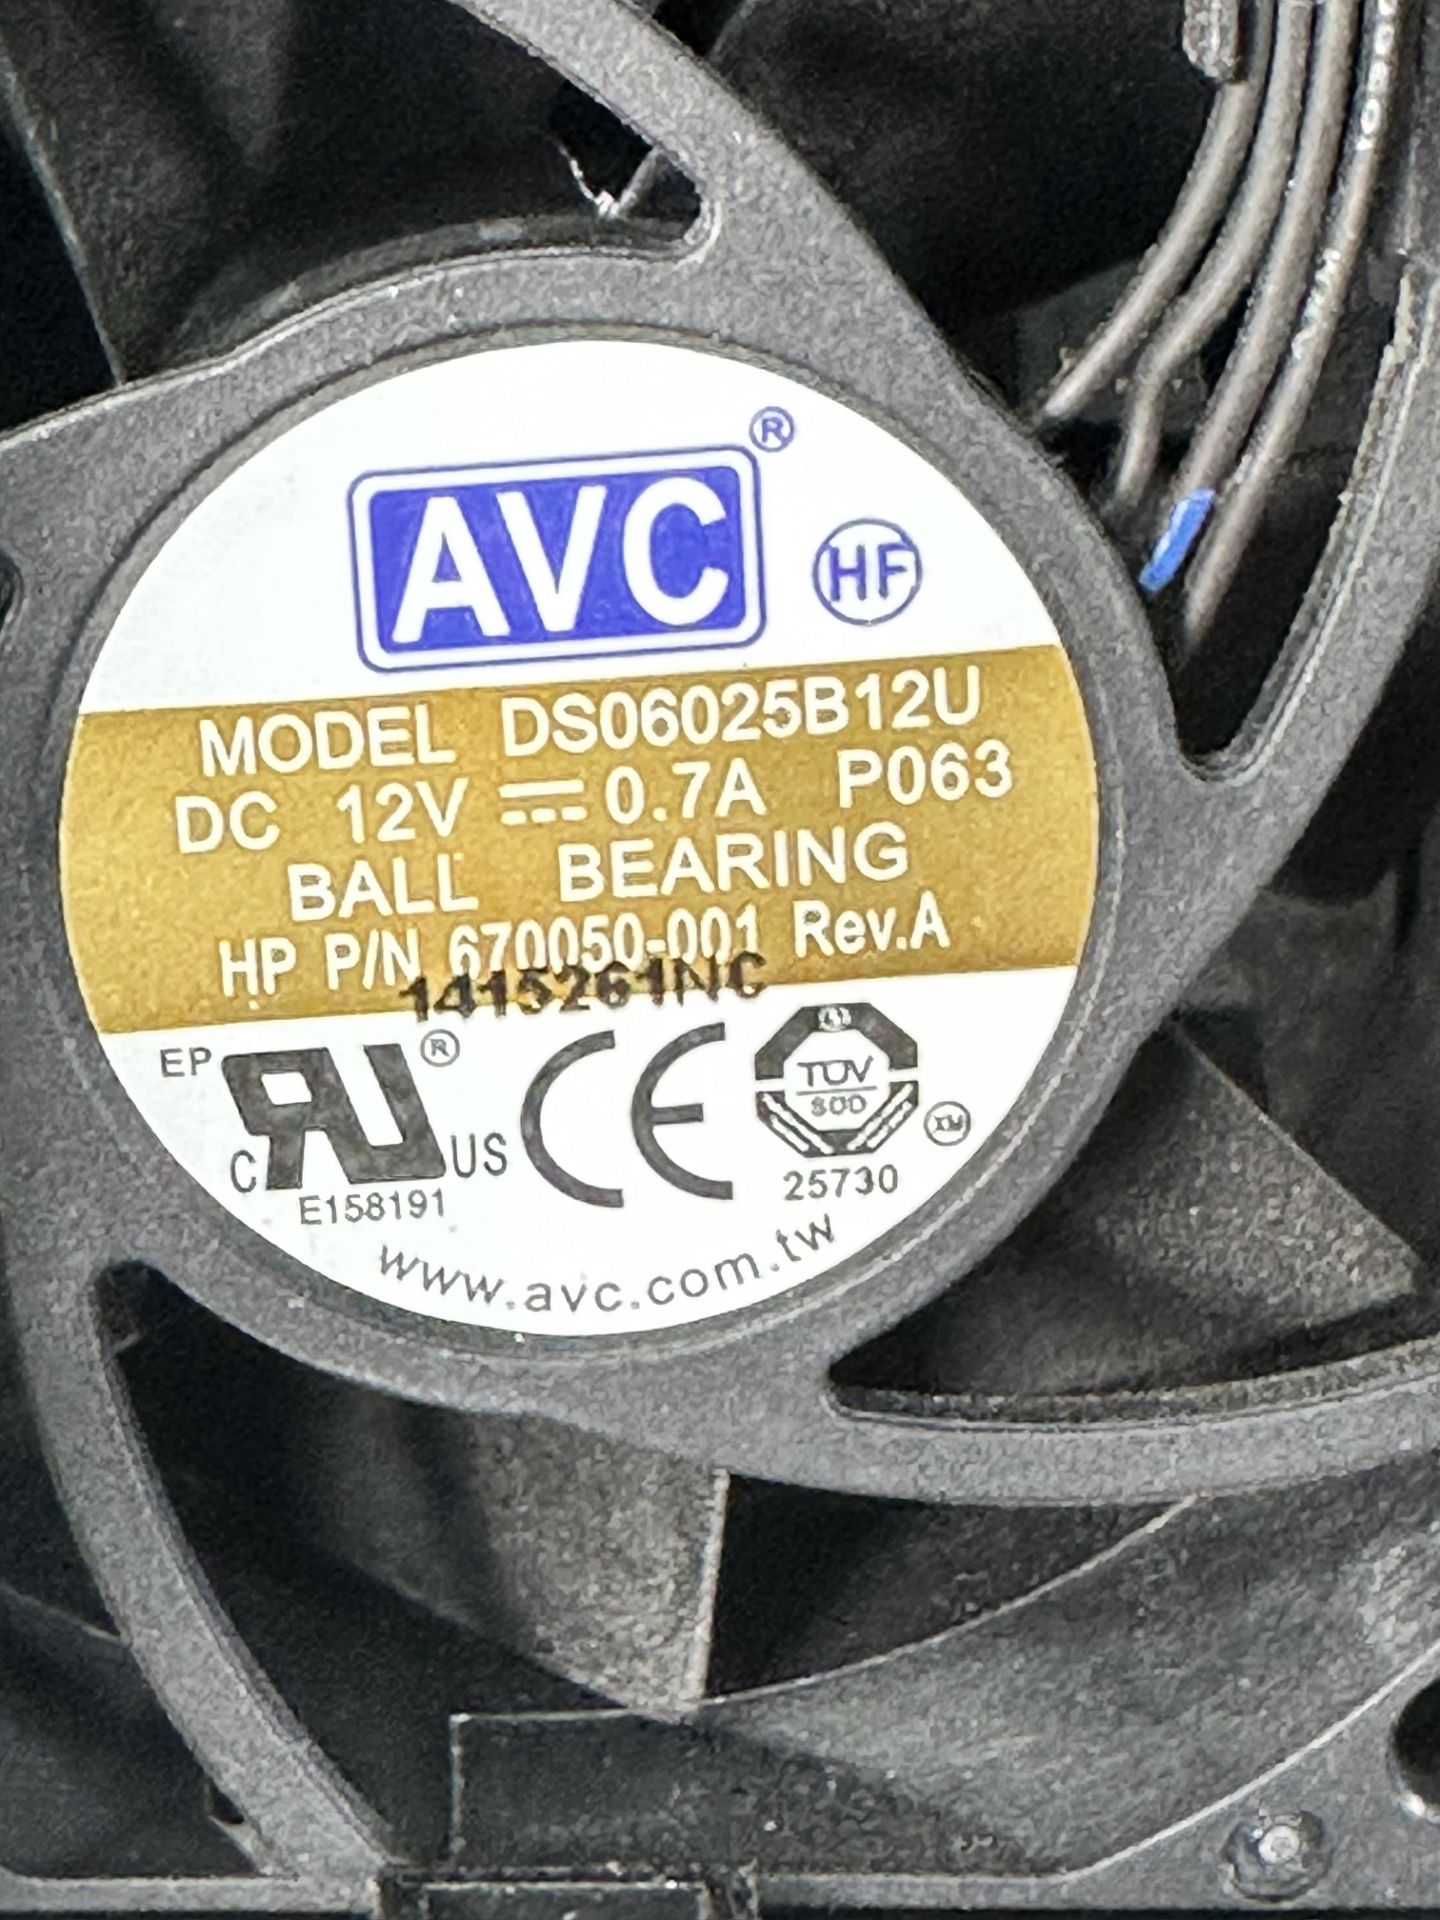 AVC®
HF
MODEL DS06025B12U
DC 12V ⎓ 0.7A P063
BALL BEARING
HP P/N 670050-001 Rev.A
1415261NC
EP
®
C US
E158191
CE
TÜV
25730
www.avc.com.tw